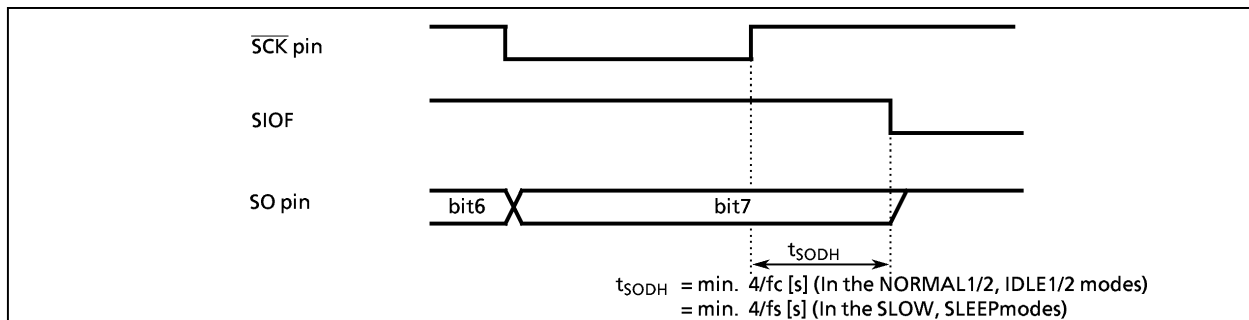 SCK pin
SIOF
SO pin
bit6 bit7
tSODH
tSODH = min. 4/fc [s] (In the NORMAL1/2, IDLE1/2 modes)
= min. 4/fs [s] (In the SLOW, SLEEPmodes)